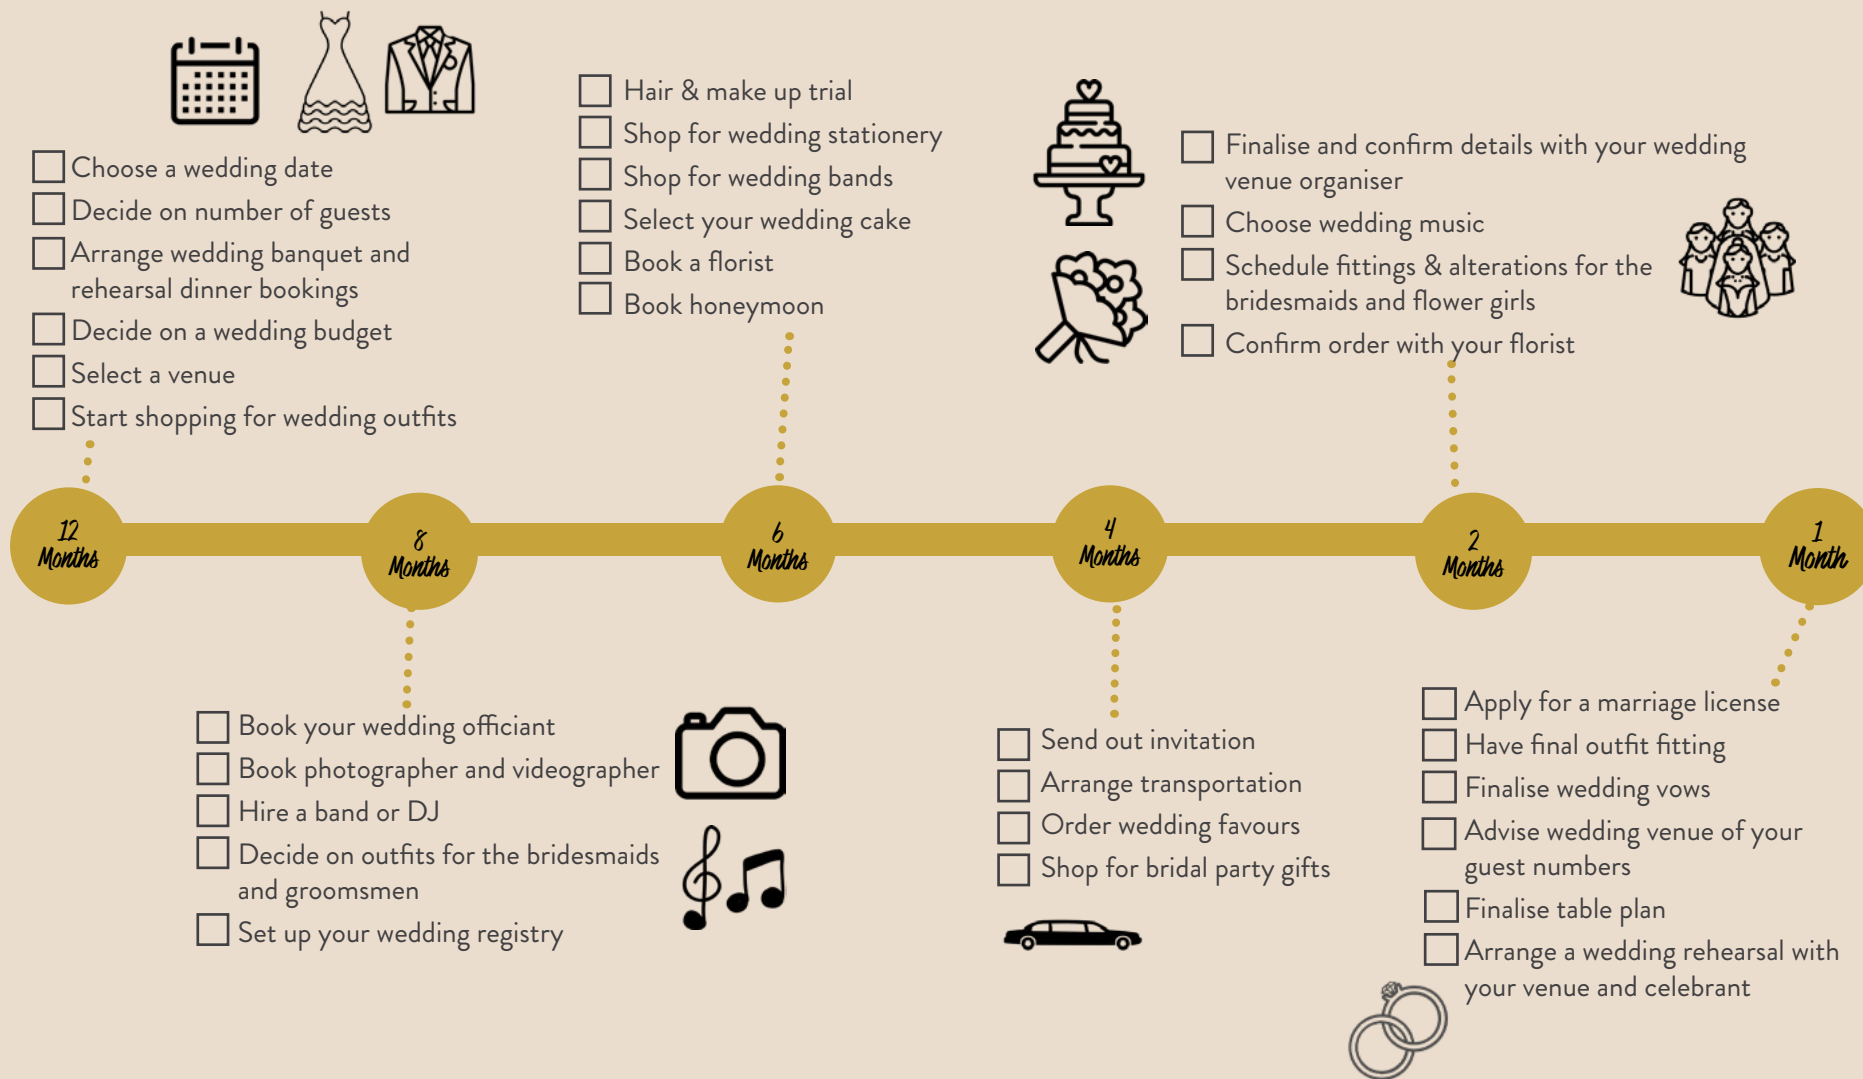 Choose a wedding date
Decide on number of guests
Arrange wedding banquet and
rehearsal dinner bookings
Decide on a wedding budget
Select a venue
Start shopping for wedding outfits
Hair & make up trial
Shop for wedding stationery
Shop for wedding bands
Select your wedding cake
Book a florist
Book honeymoon
Finalise and confirm details with your wedding
venue organiser
Choose wedding music
Schedule fittings & alterations for the
bridesmaids and flower girls
Confirm order with your florist
12
Months
8
Months
6
Months
4
Months
2
Months
1
Month
Book your wedding officiant
Book photographer and videographer
Hire a band or DJ
Decide on outfits for the bridesmaids
and groomsmen
Set up your wedding registry
Send out invitation
Arrange transportation
Order wedding favours
Shop for bridal party gifts
Apply for a marriage license
Have final outfit fitting
Finalise wedding vows
Advise wedding venue of your
guest numbers
Finalise table plan
Arrange a wedding rehearsal with
your venue and celebrant